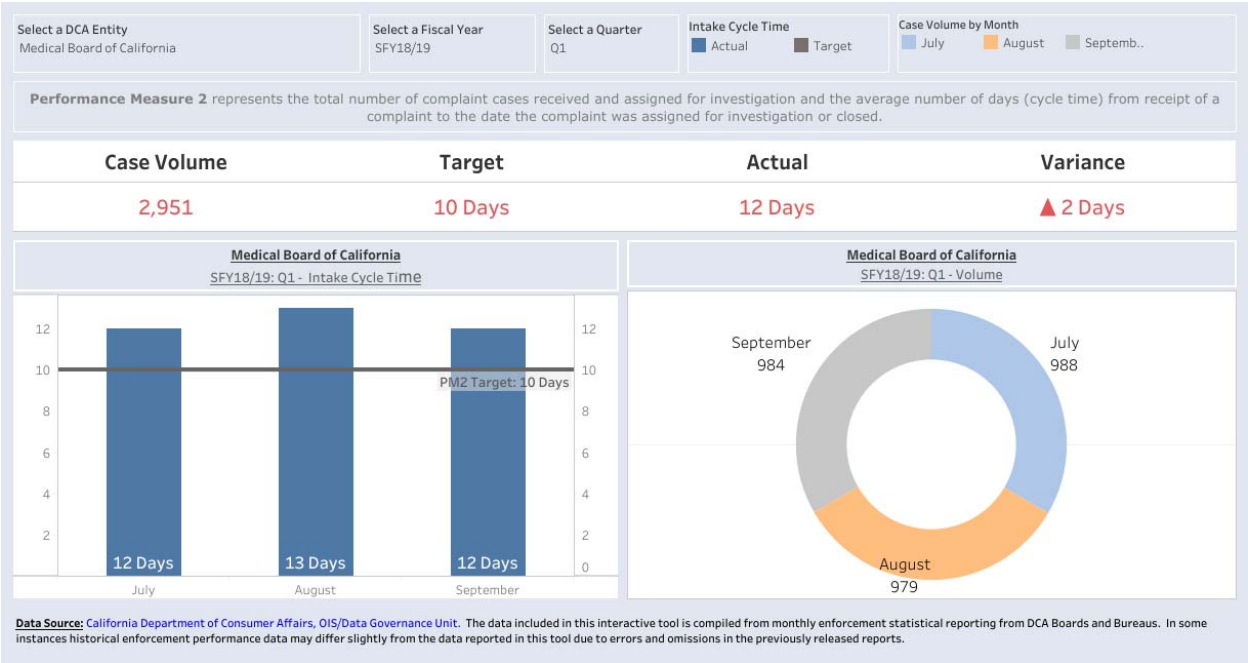 Select a DCA Entity
Medical Board of California
Select a Fiscal Year
SFY18/19
Select a Quarter
Q1
Intake Cycle Time
Actual
Target
Case Volume by Month
July
August
Septemb..
Performance Measure 2 represents the total number of complaint cases received and assigned for investigation and the average number of days (cycle time) from receipt of a
complaint to the date the complaint was assigned for investigation or closed.
Case Volume
Target
Actual
Variance
2,951
10 Days
12 Days
▲ 2 Days
Medical Board of California
SFY18/19: Q1 - Intake Cycle Time
12
10
8
6
4
2
PM2 Target: 10 Days
12 Days
13 Days
12 Days
12
10
8
6
4
2
0
July
August
September
Medical Board of California
SFY18/19: Q1 - Volume
September
984
July
988
August
979
Data Source: California Department of Consumer Affairs, OIS/Data Governance Unit. The data included in this interactive tool is compiled from monthly enforcement statistical reporting from DCA Boards and Bureaus. In some
instances historical enforcement performance data may differ slightly from the data reported in this tool due to errors and omissions in the previously released reports.